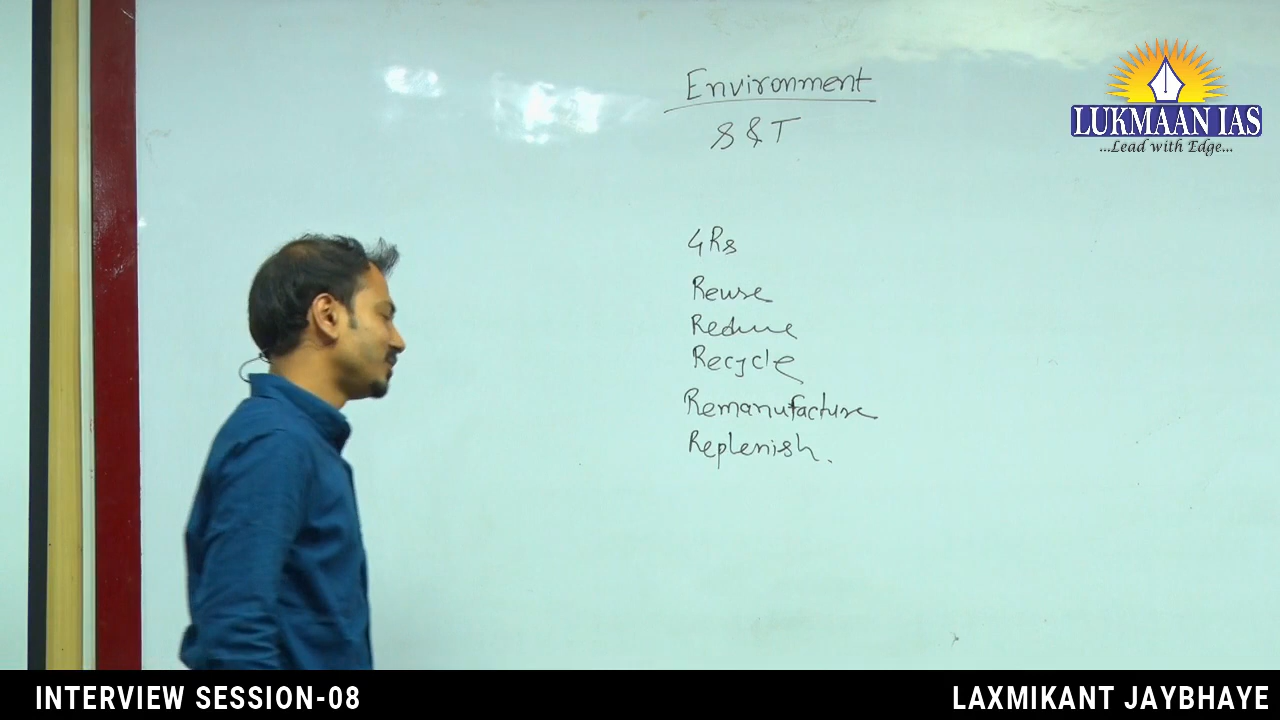 Environment
S & T
4Rs
Reuse
Reduce
Recycle
Remanufacture
Replenish.
LUKMAAN IAS
...Lead with Edge...
INTERVIEW SESSION-08
LAXMIKANT JAYBHAYE